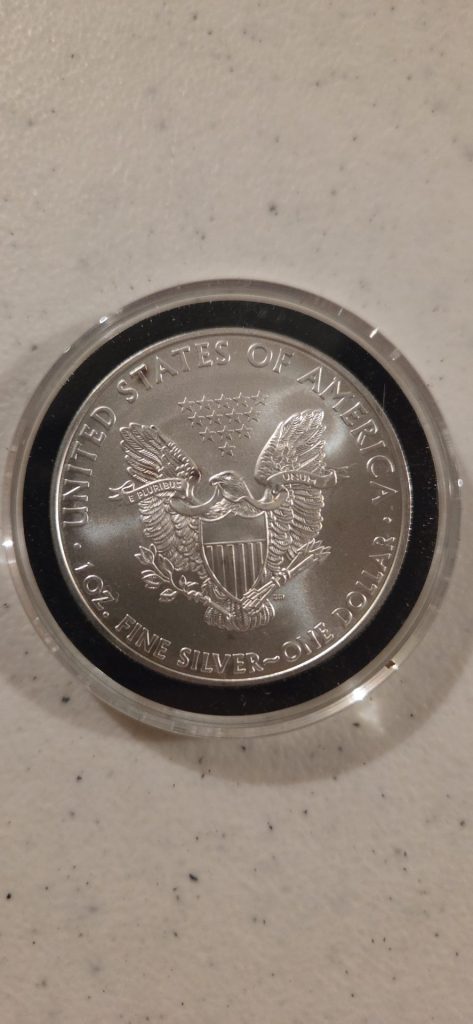 UNITED STATES OF AMERICA
E PLURIBUS UNUM
· 1 OZ. FINE SILVER~ONE DOLLAR ·